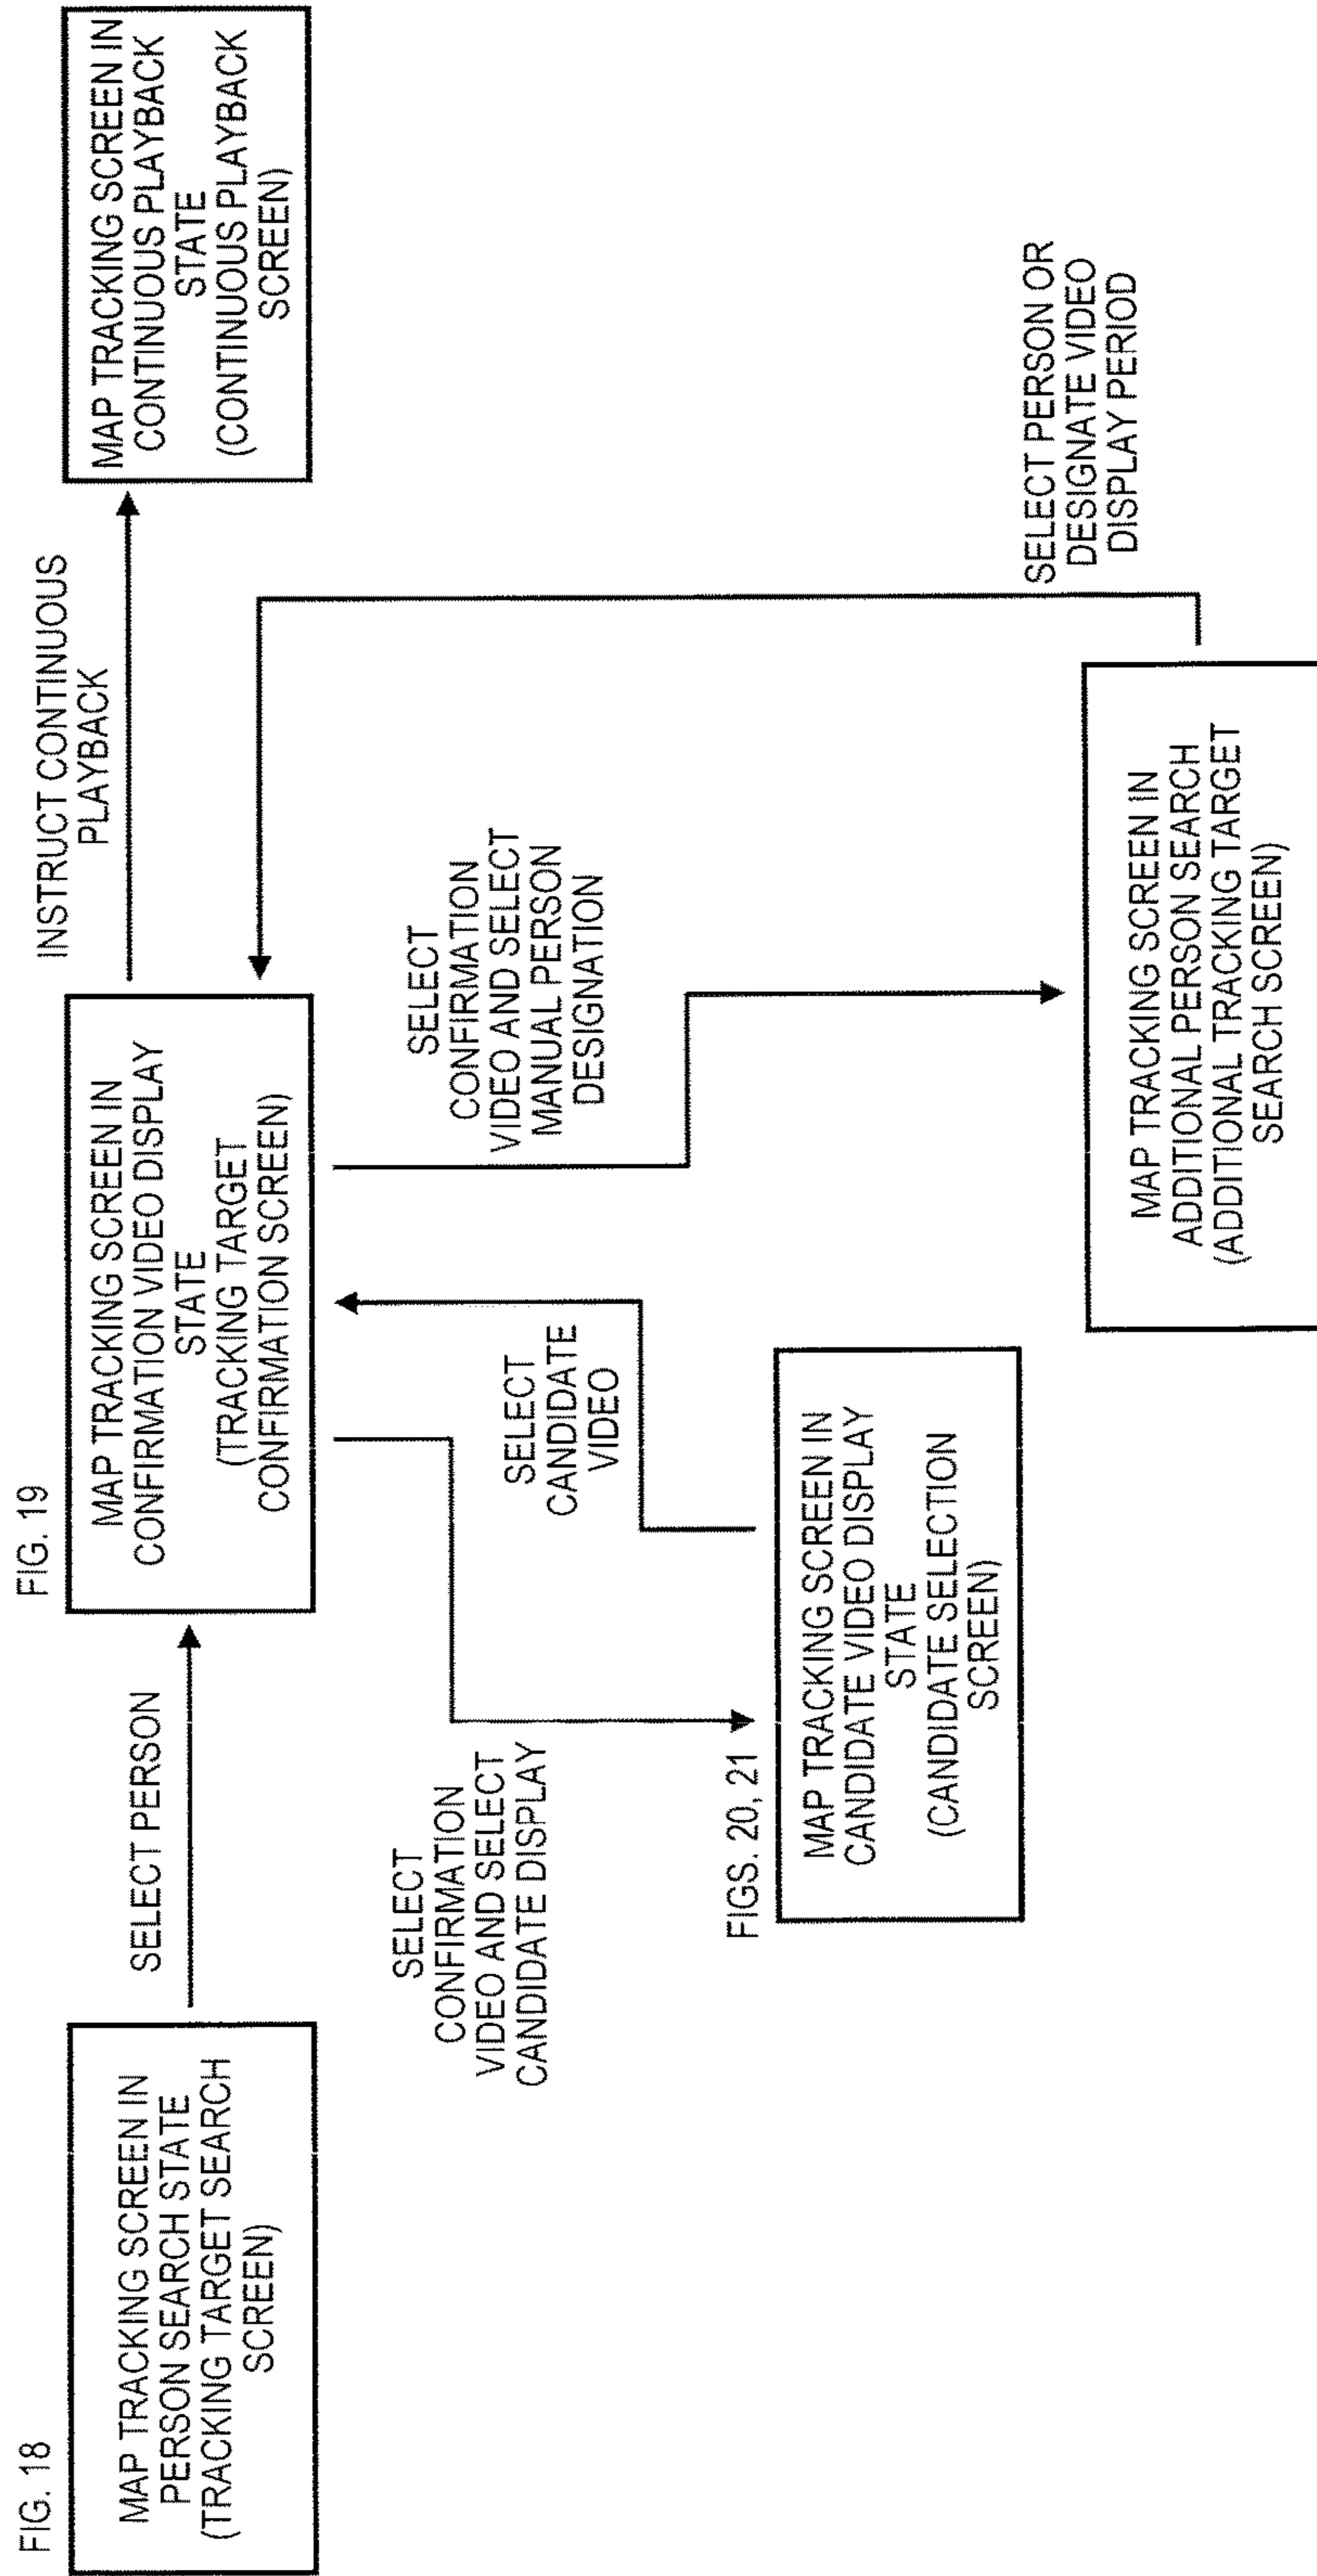 FIG. 18
MAP TRACKING SCREEN IN
PERSON SEARCH STATE
(TRACKING TARGET SEARCH
SCREEN)
SELECT PERSON
FIG. 19
MAP TRACKING SCREEN IN
CONFIRMATION VIDEO DISPLAY
STATE
(TRACKING TARGET
CONFIRMATION SCREEN)
INSTRUCT CONTINUOUS
PLAYBACK
MAP TRACKING SCREEN IN
CONTINUOUS PLAYBACK
STATE
(CONTINUOUS PLAYBACK
SCREEN)
SELECT
CONFIRMATION
VIDEO AND SELECT
CANDIDATE DISPLAY
SELECT
CANDIDATE
VIDEO
SELECT
CONFIRMATION
VIDEO AND SELECT
MANUAL PERSON
DESIGNATION
FIGS. 20, 21
MAP TRACKING SCREEN IN
CANDIDATE VIDEO DISPLAY
STATE
(CANDIDATE SELECTION
SCREEN)
SELECT PERSON OR
DESIGNATE VIDEO
DISPLAY PERIOD
MAP TRACKING SCREEN IN
ADDITIONAL PERSON SEARCH
(ADDITIONAL TRACKING TARGET
SEARCH SCREEN)